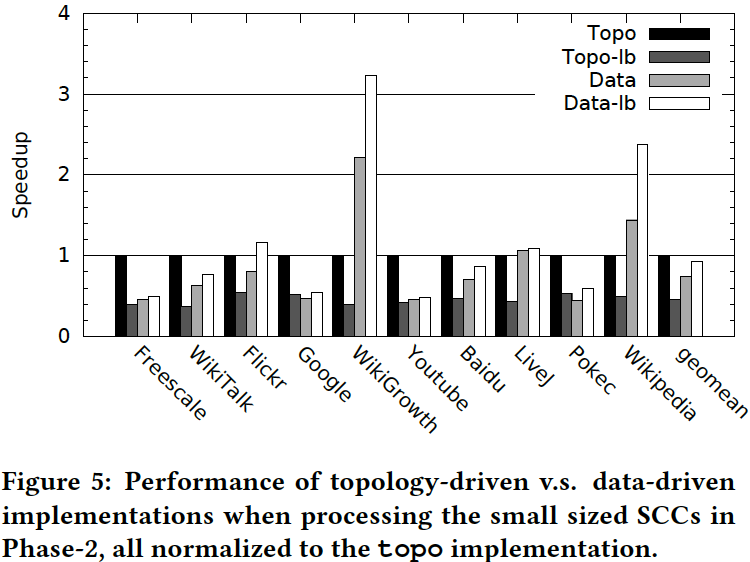 4
3
2
1
0
Speedup
Topo
Topo-lb
Data
Data-lb
Freescale
WikiTalk
Flickr
Google
WikiGrowth
Youtube
Baidu
LiveJ
Pokec
Wikipedia
geomean
Figure 5: Performance of topology-driven v.s. data-driven
implementations when processing the small sized SCCs in
Phase-2, all normalized to the topo implementation.